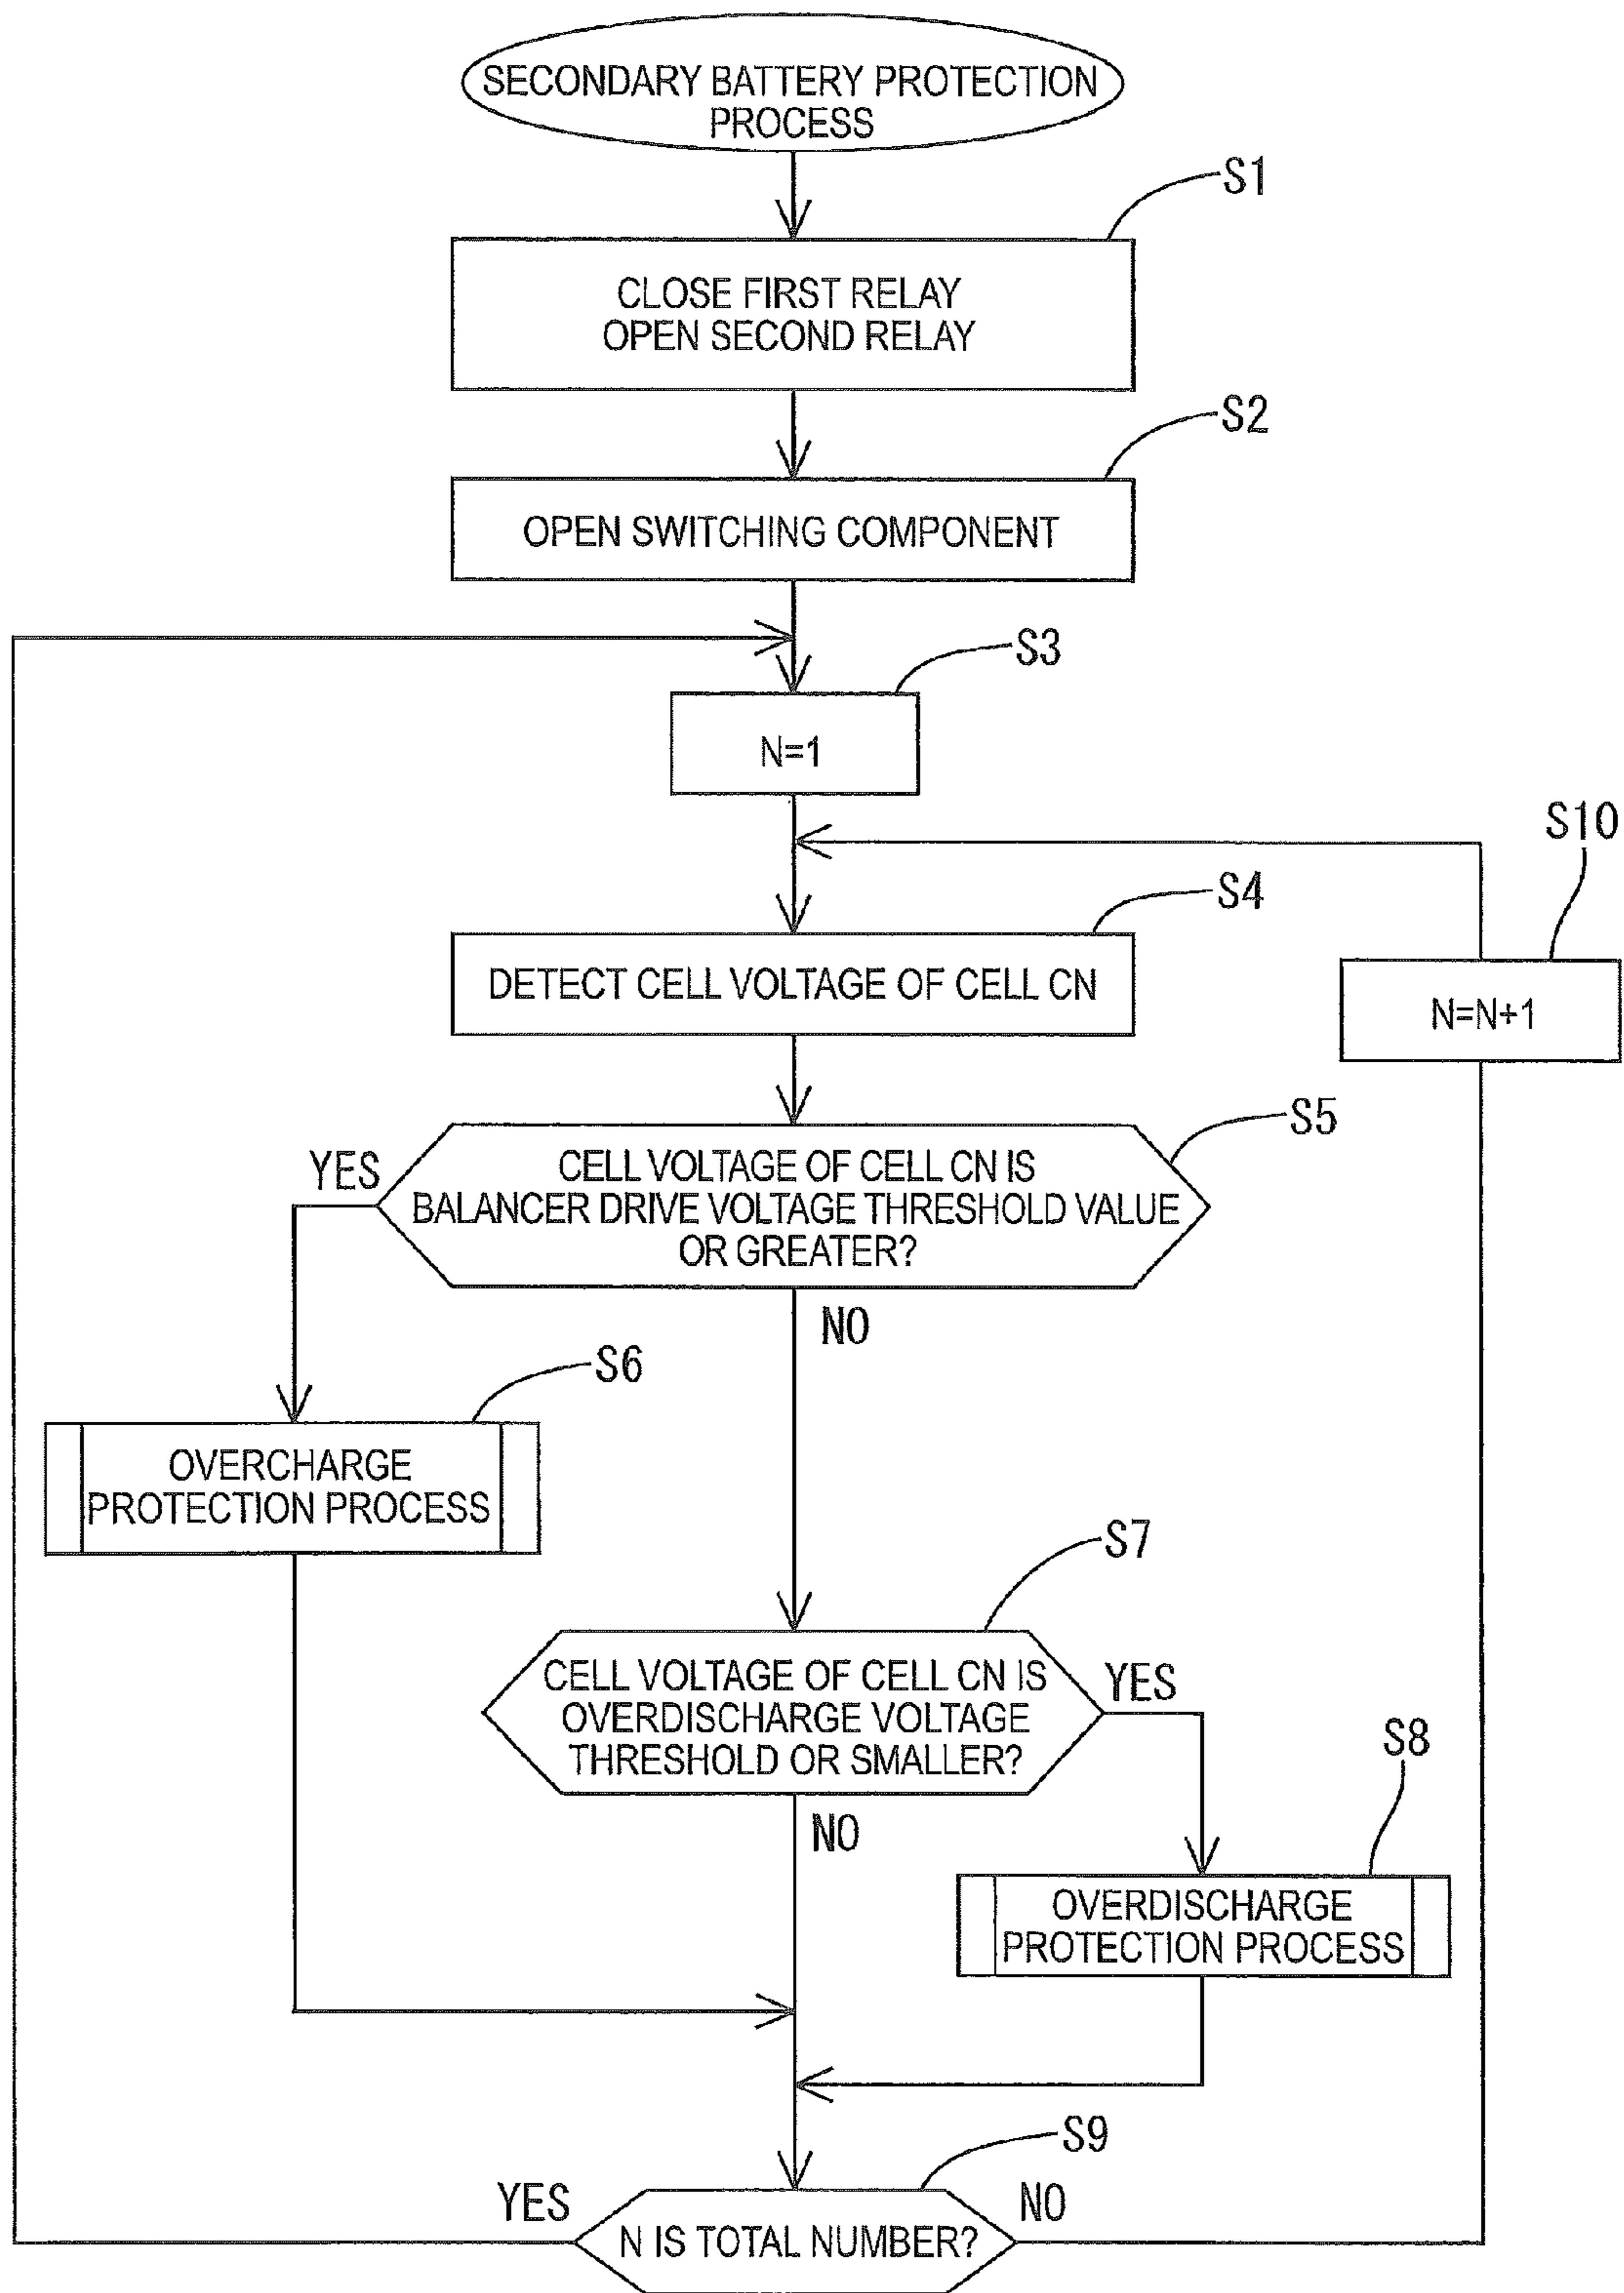 SECONDARY BATTERY PROTECTION
PROCESS
S1
CLOSE FIRST RELAY
OPEN SECOND RELAY
S2
OPEN SWITCHING COMPONENT
S3
N=1
S10
S4
DETECT CELL VOLTAGE OF CELL CN
N=N+1
S5
YES
CELL VOLTAGE OF CELL CN IS
BALANCER DRIVE VOLTAGE THRESHOLD VALUE
OR GREATER?
NO
S6
OVERCHARGE
PROTECTION PROCESS
S7
CELL VOLTAGE OF CELL CN IS
OVERDISCHARGE VOLTAGE
THRESHOLD OR SMALLER?
YES
S8
NO
OVERDISCHARGE
PROTECTION PROCESS
S9
YES
NO
N IS TOTAL NUMBER?